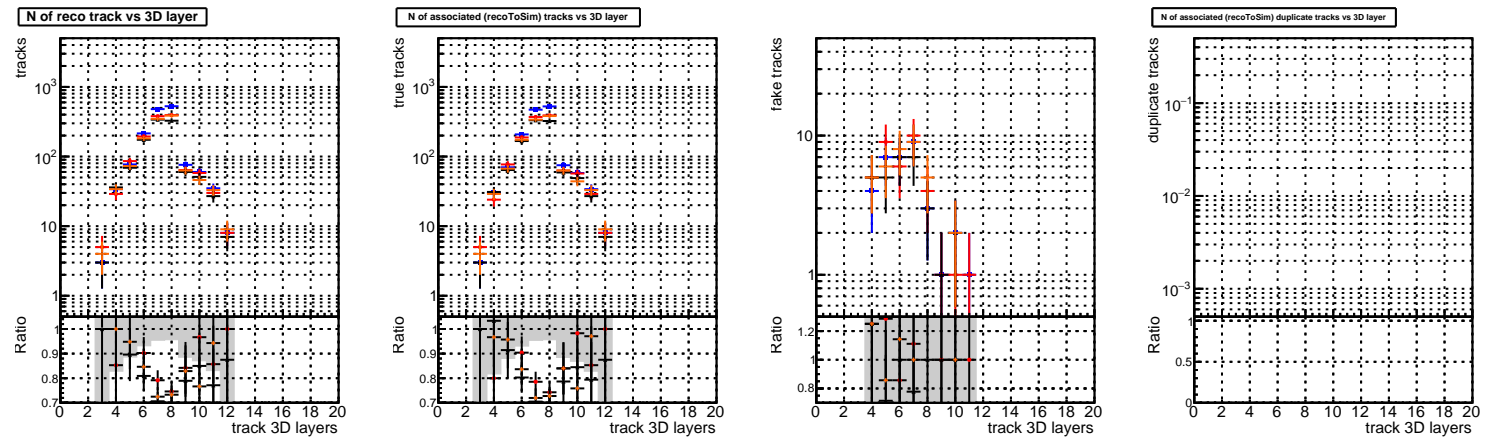 N of reco track vs 3D layer
tracks
10³
10²
10
1
Ratio
1
0.9
0.8
0.7
0 2 4 6 8 10 12 14 16 18 20
track 3D layers
N of associated (recoToSim) tracks vs 3D layer
true tracks
10³
10²
10
1
Ratio
1
0.9
0.8
0.7
0 2 4 6 8 10 12 14 16 18 20
track 3D layers
fake tracks
10
1
Ratio
1.2
1.0
0.8
0 2 4 6 8 10 12 14 16 18 20
track 3D layers
N of associated (recoToSim) duplicate tracks vs 3D layer
duplicate tracks
10⁻¹
10⁻²
10⁻³
Ratio
1
0.5
0
0 2 4 6 8 10 12 14 16 18 20
track 3D layers